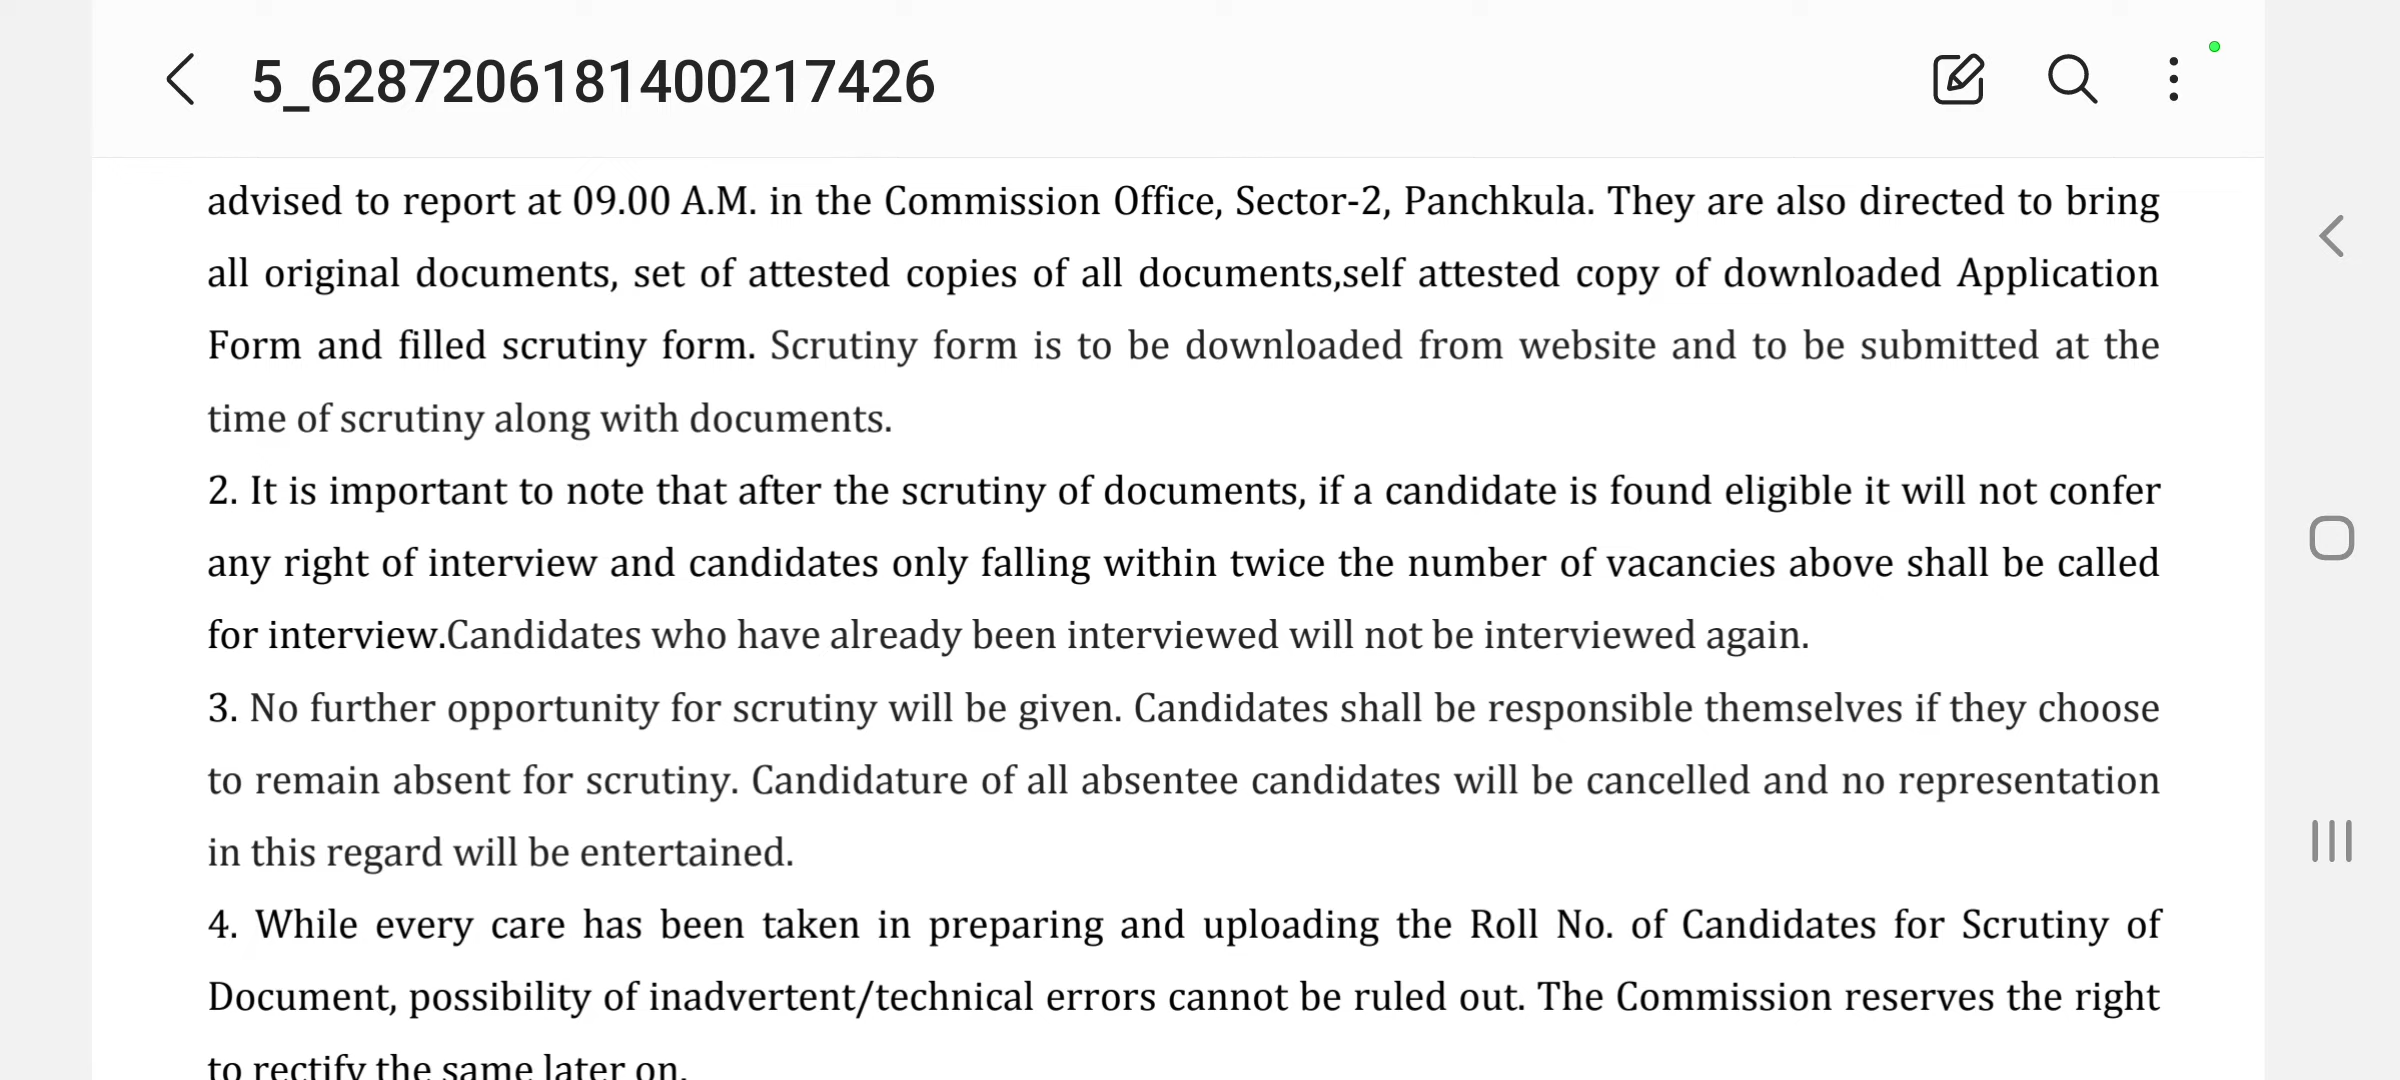 5_6287206181400217426
advised to report at 09.00 A.M. in the Commission Office, Sector-2, Panchkula. They are also directed to bring
all original documents, set of attested copies of all documents,self attested copy of downloaded Application
Form and filled scrutiny form. Scrutiny form is to be downloaded from website and to be submitted at the
time of scrutiny along with documents.
2. It is important to note that after the scrutiny of documents, if a candidate is found eligible it will not confer
any right of interview and candidates only falling within twice the number of vacancies above shall be called
for interview.Candidates who have already been interviewed will not be interviewed again.
3. No further opportunity for scrutiny will be given. Candidates shall be responsible themselves if they choose
to remain absent for scrutiny. Candidature of all absentee candidates will be cancelled and no representation
in this regard will be entertained.
4. While every care has been taken in preparing and uploading the Roll No. of Candidates for Scrutiny of
Document, possibility of inadvertent/technical errors cannot be ruled out. The Commission reserves the right
to rectify the same later on.